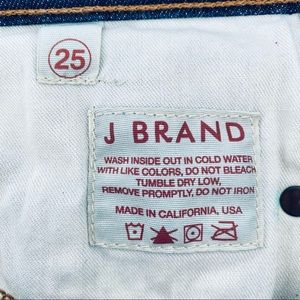 25
J BRAND
WASH INSIDE OUT IN COLD WATER
WITH LIKE COLORS, DO NOT BLEACH
TUMBLE DRY LOW,
REMOVE PROMPTLY, DO NOT IRON
MADE IN CALIFORNIA, USA